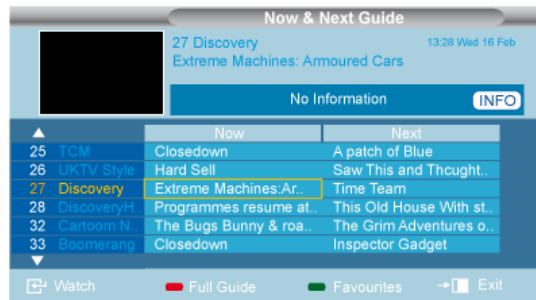 Now & Next Guide
27 Discovery 13:28 Wed 16 Feb
Extreme Machines: Armoured Cars
No Information INFO
Now Next
25 TCM Closedown A patch of Blue
26 UKTV Style Hard Sell Saw This and Thcught..
27 Discovery Extreme Machines:Ar.. Time Team
28 DiscoveryH.. Programmes resume at.. This Old House With st..
32 Cartoom N.. The Bugs Bunny & roa.. The Grim Adventures o..
33 Boomerang Closedown Inspector Gadget
Watch Full Guide Favourites Exit